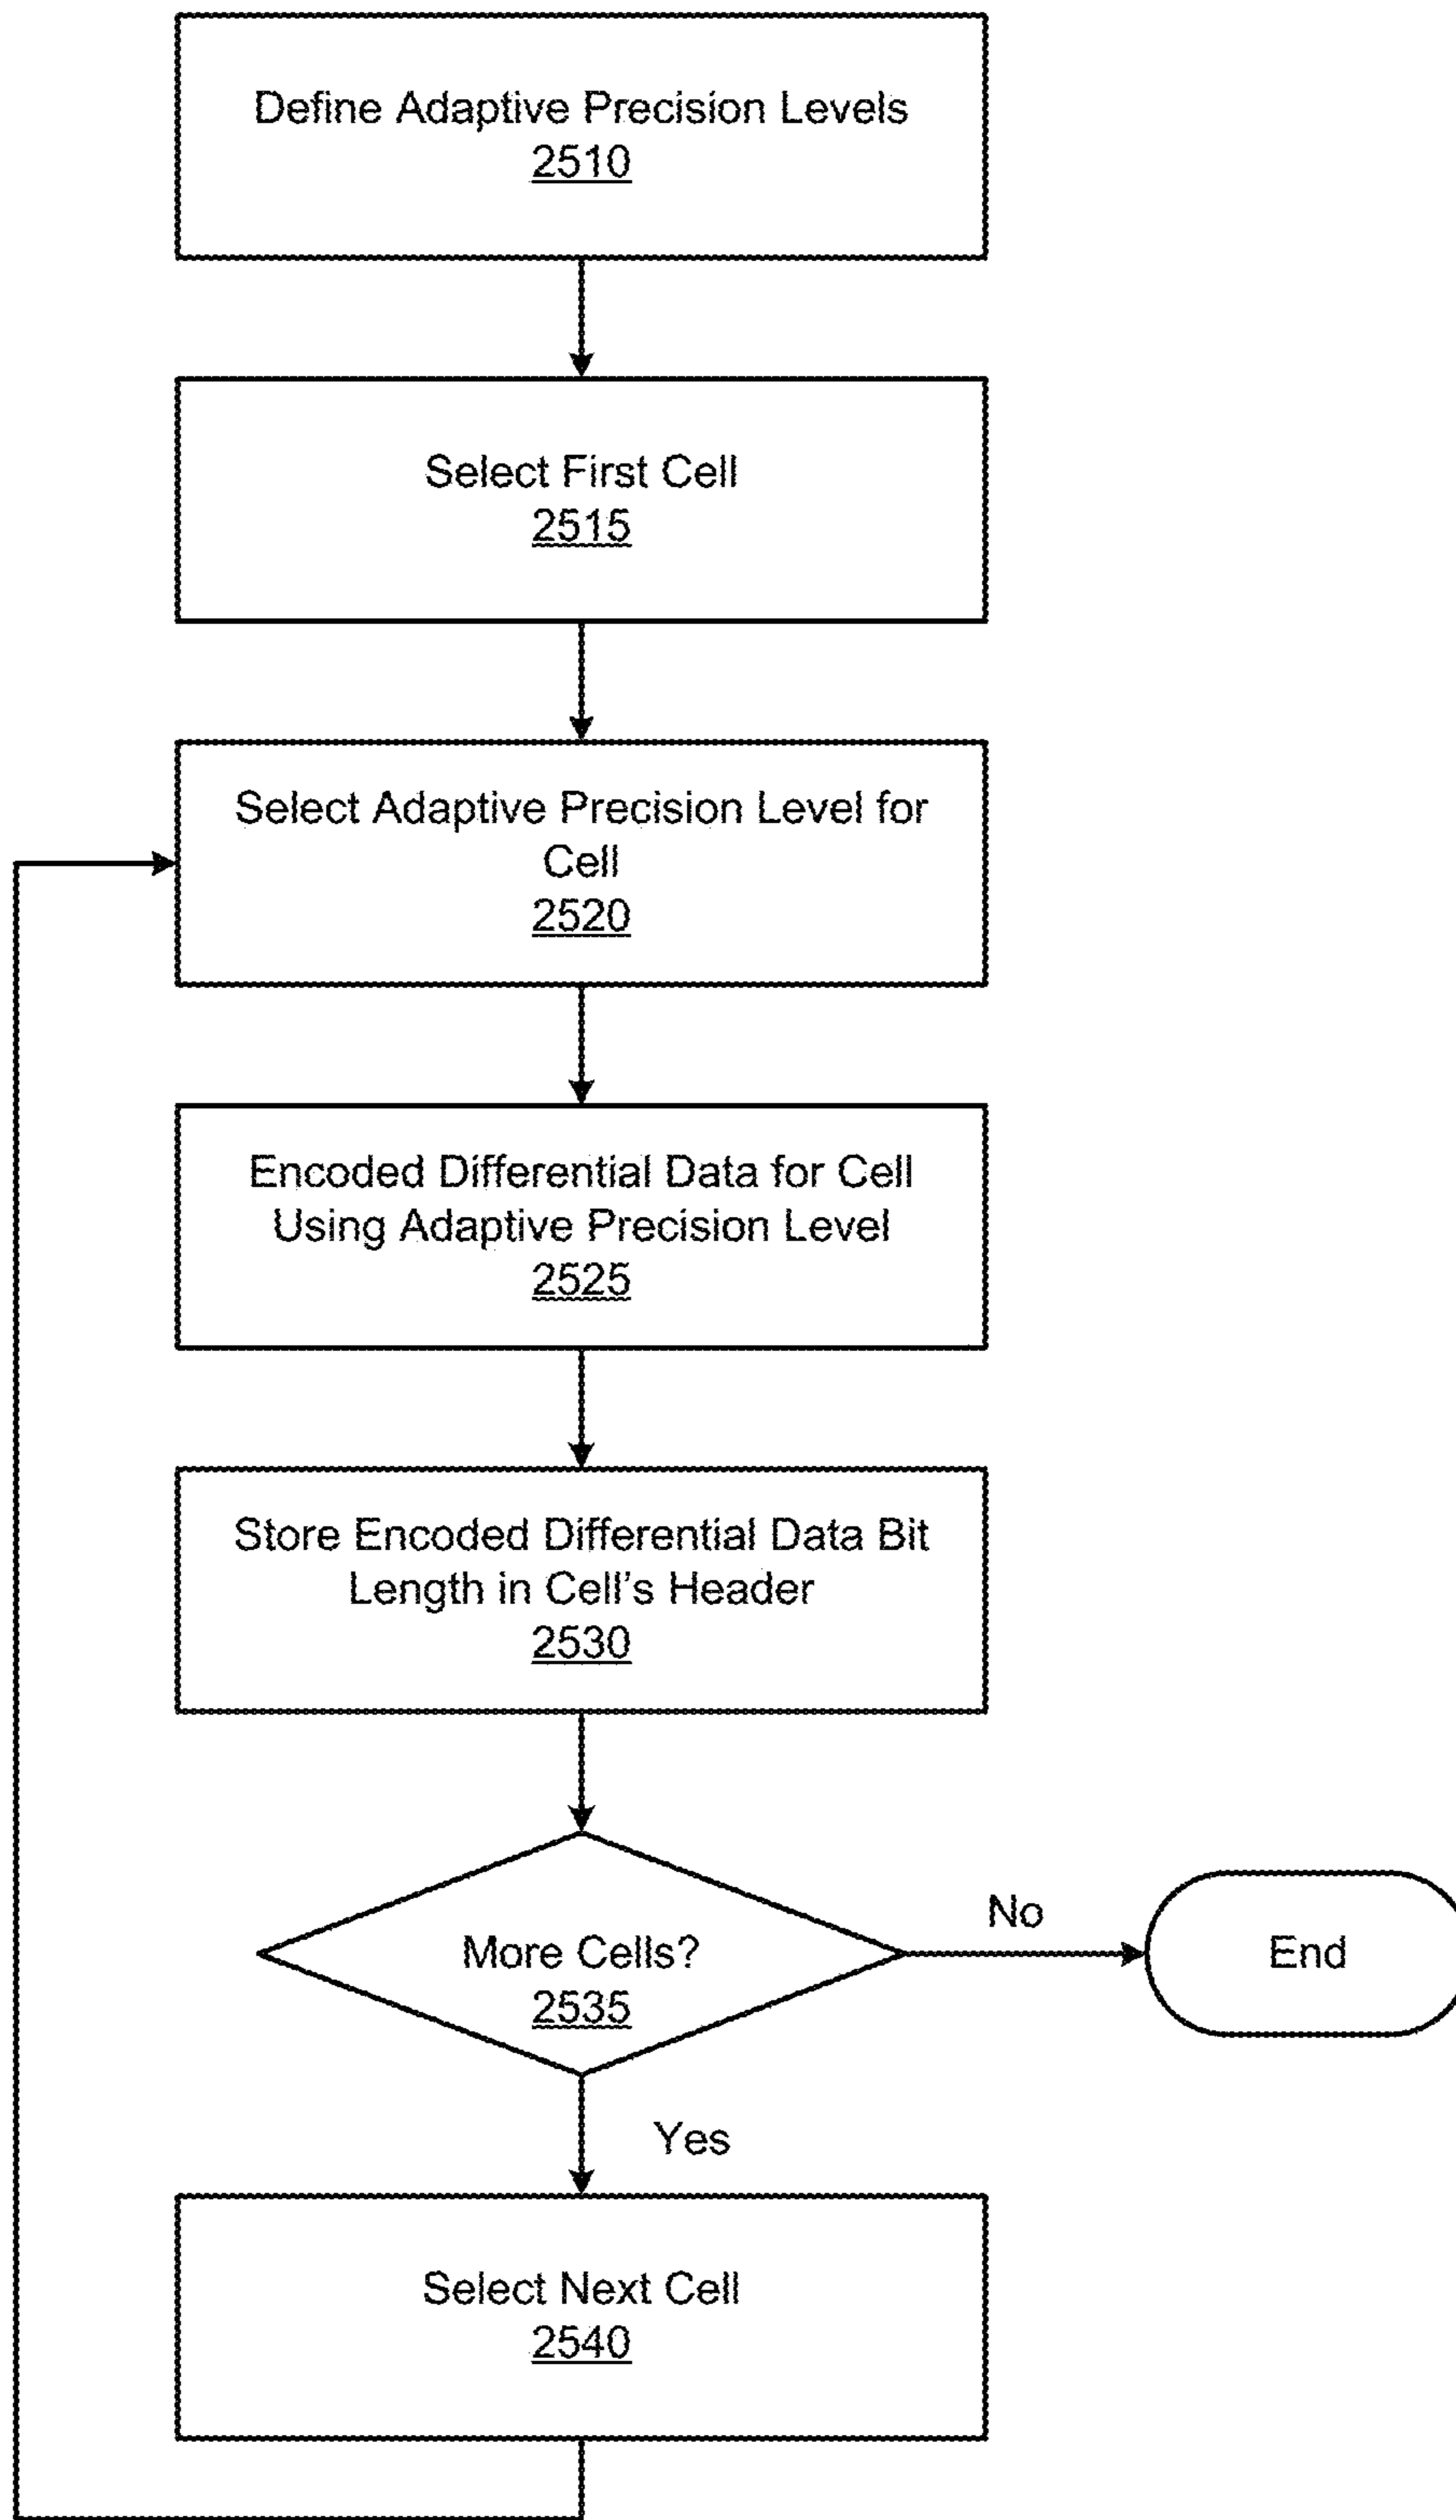 Define Adaptive Precision Levels
2510
Select First Cell
2515
Select Adaptive Precision Level for
Cell
2520
Encoded Differential Data for Cell
Using Adaptive Precision Level
2525
Store Encoded Differential Data Bit
Length in Cell's Header
2530
More Cells?
2535
No
End
Yes
Select Next Cell
2540